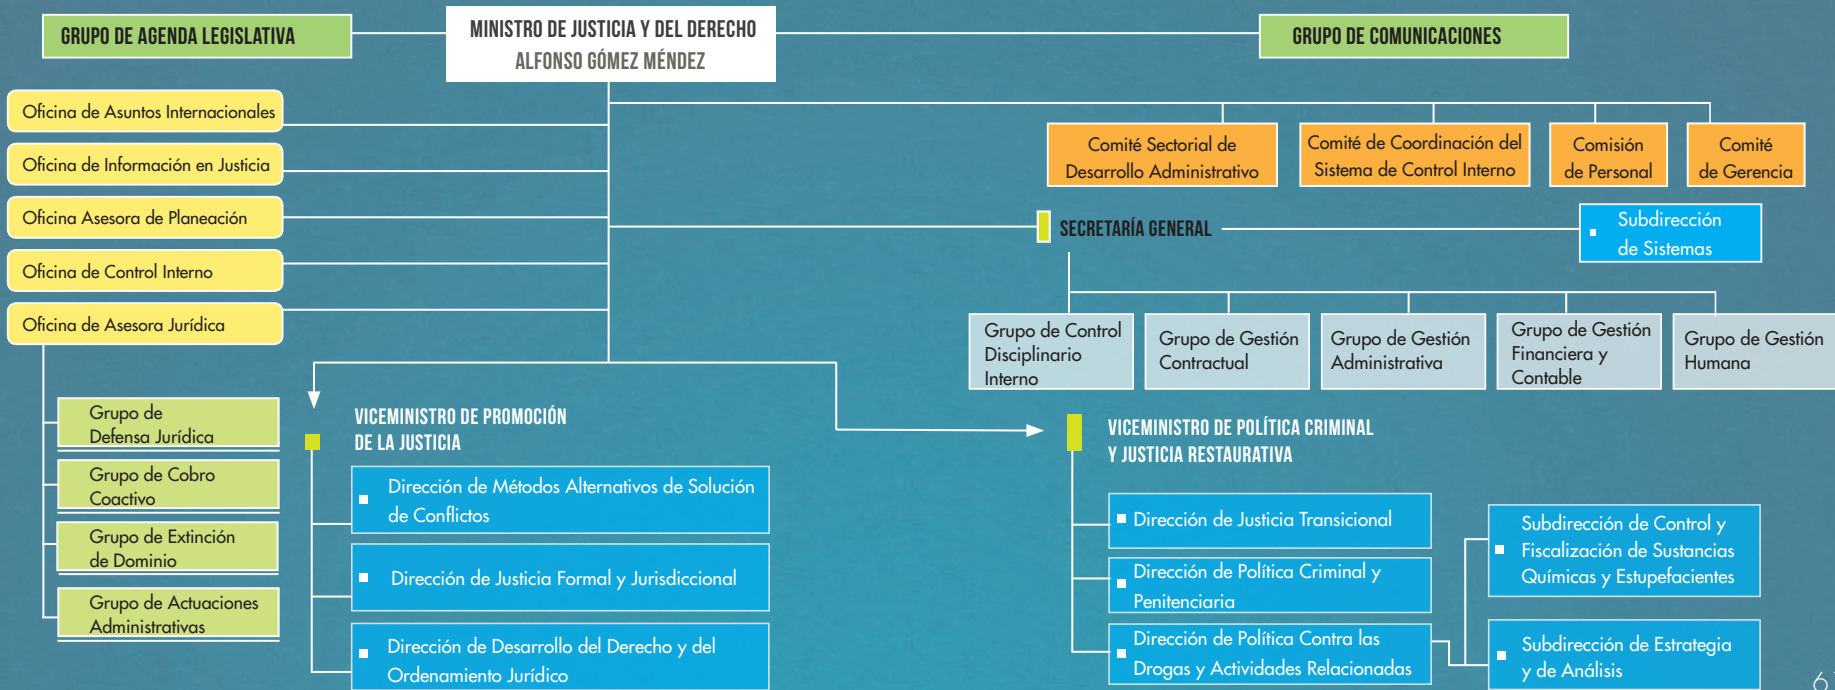 GRUPO DE AGENDA LEGISLATIVA
MINISTRO DE JUSTICIA Y DEL DERECHO
ALFONSO GÓMEZ MÉNDEZ
GRUPO DE COMUNICACIONES
Oficina de Asuntos Internacionales
Oficina de Información en Justicia
Oficina Asesora de Planeación
Oficina de Control Interno
Oficina de Asesora Jurídica
Comité Sectorial de
Desarrollo Administrativo
Comité de Coordinación del
Sistema de Control Interno
Comisión
de Personal
Comité
de Gerencia
SECRETARÍA GENERAL
Subdirección
de Sistemas
Grupo de Control
Disciplinario
Interno
Grupo de Gestión
Contractual
Grupo de Gestión
Administrativa
Grupo de Gestión
Financiera y
Contable
Grupo de Gestión
Humana
Grupo de
Defensa Jurídica
Grupo de Cobro
Coactivo
Grupo de Extinción
de Dominio
Grupo de Actuaciones
Administrativas
VICEMINISTRO DE PROMOCIÓN
DE LA JUSTICIA
Dirección de Métodos Alternativos de Solución
de Conflictos
Dirección de Justicia Formal y Jurisdiccional
Dirección de Desarrollo del Derecho y del
Ordenamiento Jurídico
VICEMINISTRO DE POLÍTICA CRIMINAL
Y JUSTICIA RESTAURATIVA
Dirección de Justicia Transicional
Dirección de Política Criminal y
Penitenciaria
Dirección de Política Contra las
Drogas y Actividades Relacionadas
Subdirección de Control y
Fiscalización de Sustancias
Químicas y Estupefacientes
Subdirección de Estrategia
y de Análisis
6